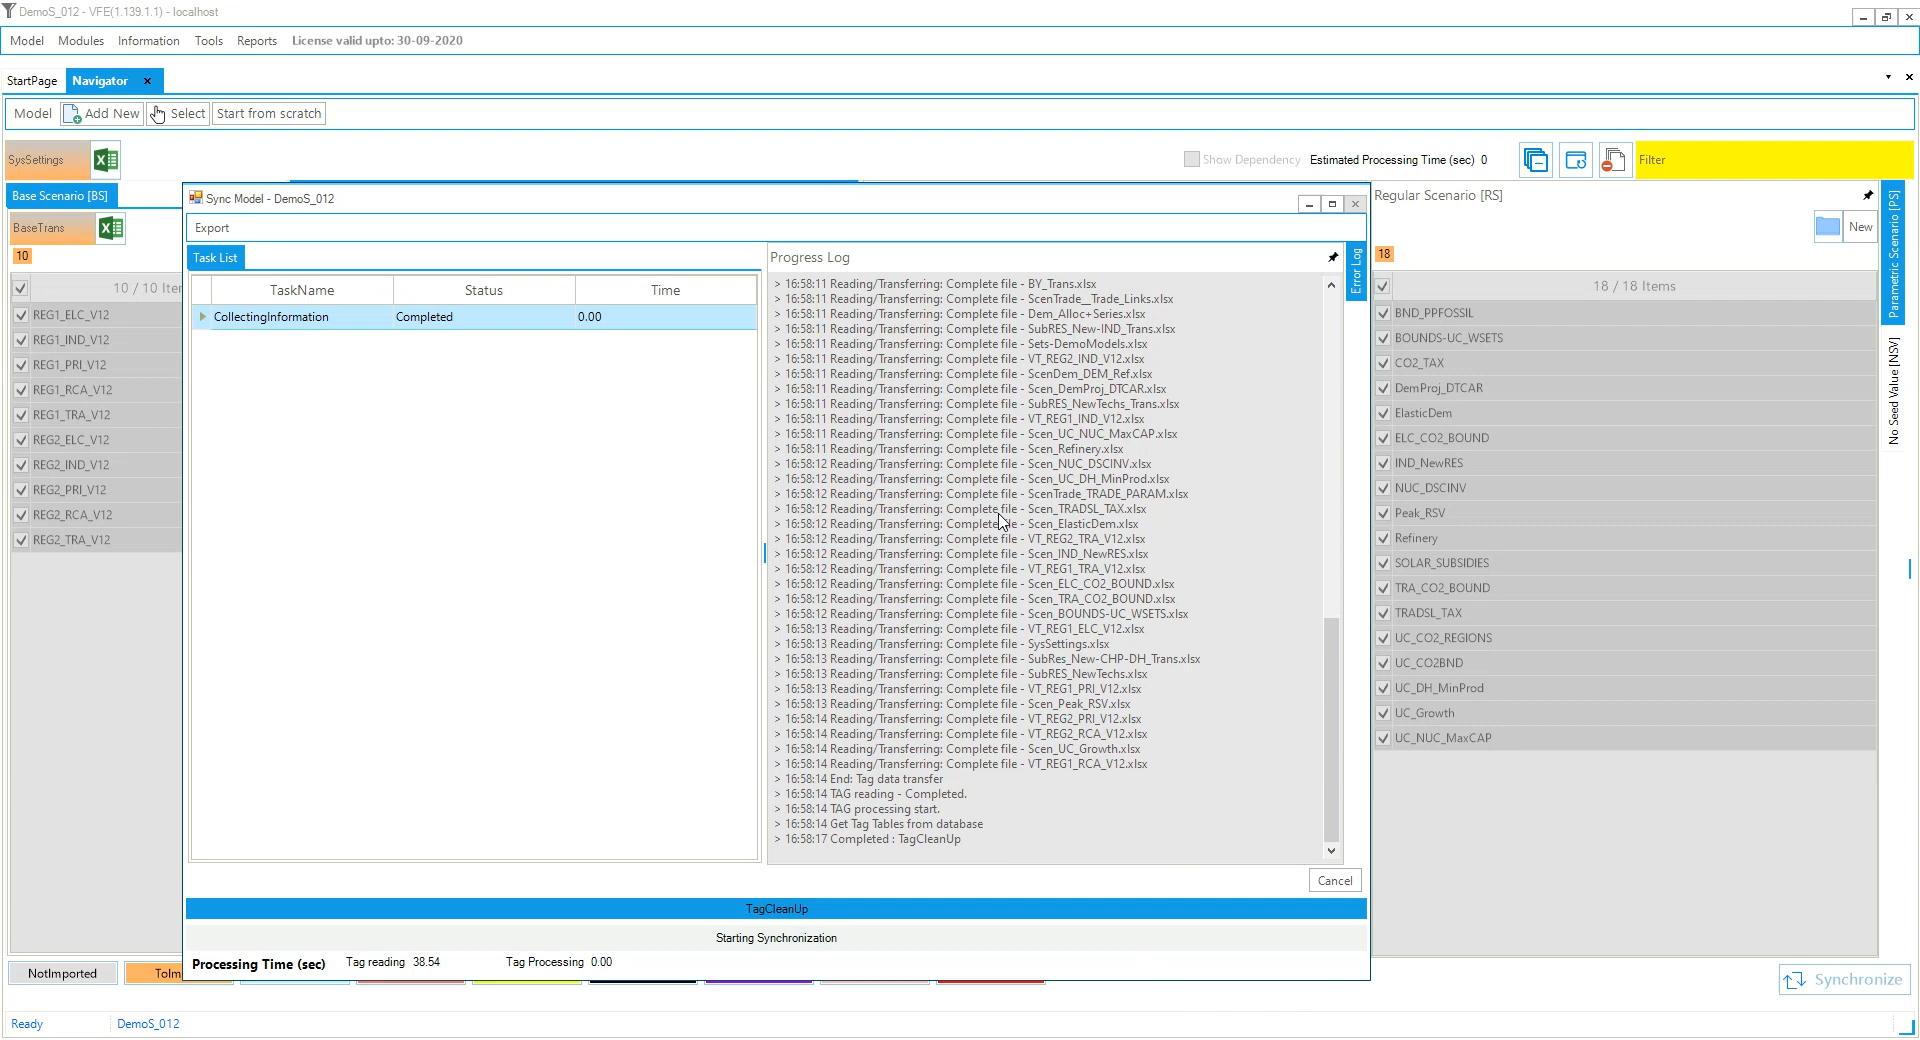 DemoS_012 - VFE(1.139.1.1) - localhost
Model Modules Information Tools Reports License valid upto: 30-09-2020
StartPage Navigator
Model Add New Select Start from scratch
SysSettings
Show Dependency Estimated Processing Time (sec) 0
Filter
Base Scenario [BS]
BaseTrans
10
10 / 10 Iter
REG1_ELC_V12
REG1_IND_V12
REG1_PRI_V12
REG1_RCA_V12
REG1_TRA_V12
REG2_ELC_V12
REG2_IND_V12
REG2_PRI_V12
REG2_RCA_V12
REG2_TRA_V12
Sync Model - DemoS_012
Export
Task List
TaskName Status Time
CollectingInformation Completed 0.00
Progress Log
> 16:58:11 Reading/Transferring: Complete file - BY_Trans.xlsx
> 16:58:11 Reading/Transferring: Complete file - ScenTrade__Trade_Links.xlsx
> 16:58:11 Reading/Transferring: Complete file - Dem_Alloc+Series.xlsx
> 16:58:11 Reading/Transferring: Complete file - SubRES_New-IND_Trans.xlsx
> 16:58:11 Reading/Transferring: Complete file - Sets-DemoModels.xlsx
> 16:58:11 Reading/Transferring: Complete file - VT_REG2_IND_V12.xlsx
> 16:58:11 Reading/Transferring: Complete file - ScenDem_DEM_Ref.xlsx
> 16:58:11 Reading/Transferring: Complete file - Scen_DemProj_DTCAR.xlsx
> 16:58:11 Reading/Transferring: Complete file - SubRES_NewTechs_Trans.xlsx
> 16:58:11 Reading/Transferring: Complete file - VT_REG1_IND_V12.xlsx
> 16:58:11 Reading/Transferring: Complete file - Scen_UC_NUC_MaxCAP.xlsx
> 16:58:11 Reading/Transferring: Complete file - Scen_Refinery.xlsx
> 16:58:12 Reading/Transferring: Complete file - Scen_NUC_DSCINV.xlsx
> 16:58:12 Reading/Transferring: Complete file - Scen_UC_DH_MinProd.xlsx
> 16:58:12 Reading/Transferring: Complete file - ScenTrade_TRADE_PARAM.xlsx
> 16:58:12 Reading/Transferring: Complete file - Scen_TRADSL_TAX.xlsx
> 16:58:12 Reading/Transferring: Complete file - Scen_ElasticDem.xlsx
> 16:58:12 Reading/Transferring: Complete file - VT_REG2_TRA_V12.xlsx
> 16:58:12 Reading/Transferring: Complete file - Scen_IND_NewRES.xlsx
> 16:58:12 Reading/Transferring: Complete file - VT_REG1_TRA_V12.xlsx
> 16:58:12 Reading/Transferring: Complete file - Scen_ELC_CO2_BOUND.xlsx
> 16:58:12 Reading/Transferring: Complete file - Scen_TRA_CO2_BOUND.xlsx
> 16:58:12 Reading/Transferring: Complete file - Scen_BOUNDS-UC_WSETS.xlsx
> 16:58:13 Reading/Transferring: Complete file - VT_REG1_ELC_V12.xlsx
> 16:58:13 Reading/Transferring: Complete file - SysSettings.xlsx
> 16:58:13 Reading/Transferring: Complete file - SubRes_New-CHP-DH_Trans.xlsx
> 16:58:13 Reading/Transferring: Complete file - SubRES_NewTechs.xlsx
> 16:58:13 Reading/Transferring: Complete file - VT_REG1_PRI_V12.xlsx
> 16:58:13 Reading/Transferring: Complete file - Scen_Peak_RSV.xlsx
> 16:58:14 Reading/Transferring: Complete file - VT_REG2_PRI_V12.xlsx
> 16:58:14 Reading/Transferring: Complete file - VT_REG2_RCA_V12.xlsx
> 16:58:14 Reading/Transferring: Complete file - Scen_UC_Growth.xlsx
> 16:58:14 Reading/Transferring: Complete file - VT_REG1_RCA_V12.xlsx
> 16:58:14 End: Tag data transfer
> 16:58:14 TAG reading - Completed.
> 16:58:14 TAG processing start.
> 16:58:14 Get Tag Tables from database
> 16:58:17 Completed : TagCleanUp
Error Log
Cancel
TagCleanUp
Starting Synchronization
Processing Time (sec) Tag reading 38.54 Tag Processing 0.00
Regular Scenario [RS]
New
18
18 / 18 Items
BND_PPFOSSIL
BOUNDS-UC_WSETS
CO2_TAX
DemProj_DTCAR
ElasticDem
ELC_CO2_BOUND
IND_NewRES
NUC_DSCINV
Peak_RSV
Refinery
SOLAR_SUBSIDIES
TRA_CO2_BOUND
TRADSL_TAX
UC_CO2_REGIONS
UC_CO2BND
UC_DH_MinProd
UC_Growth
UC_NUC_MaxCAP
Parametric Scenario [PS]
No Seed Value [NSV]
NotImported ToIm
Synchronize
Ready DemoS_012